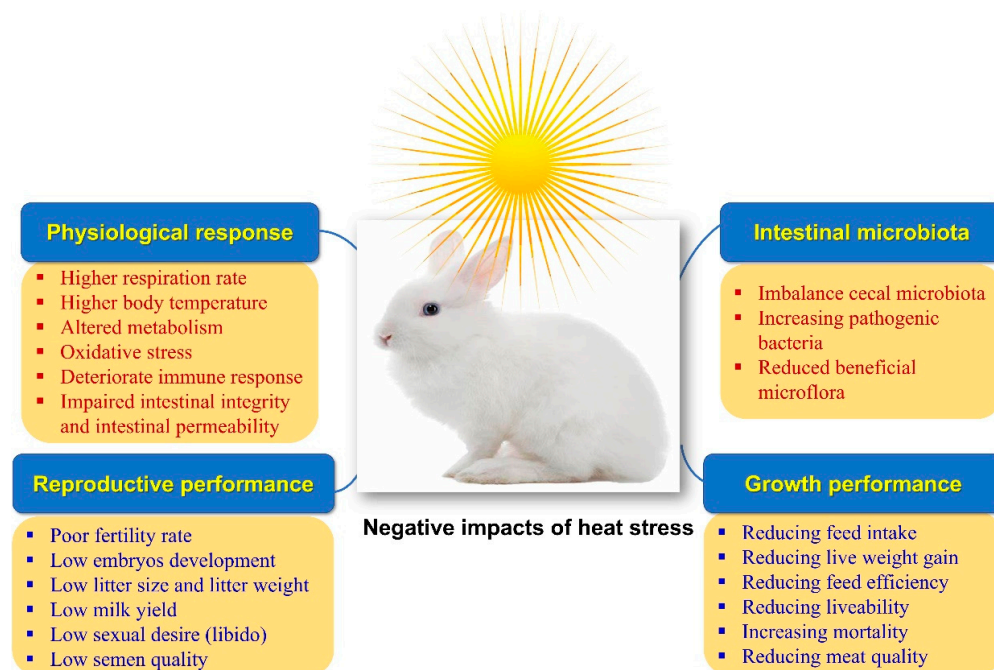 Physiological response
▪ Higher respiration rate
▪ Higher body temperature
▪ Altered metabolism
▪ Oxidative stress
▪ Deteriorate immune response
▪ Impaired intestinal integrity
and intestinal permeability
Intestinal microbiota
▪ Imbalance cecal microbiota
▪ Increasing pathogenic
bacteria
▪ Reduced beneficial
microflora
Reproductive performance
▪ Poor fertility rate
▪ Low embryos development
▪ Low litter size and litter weight
▪ Low milk yield
▪ Low sexual desire (libido)
▪ Low semen quality
Negative impacts of heat stress
Growth performance
▪ Reducing feed intake
▪ Reducing live weight gain
▪ Reducing feed efficiency
▪ Reducing liveability
▪ Increasing mortality
▪ Reducing meat quality